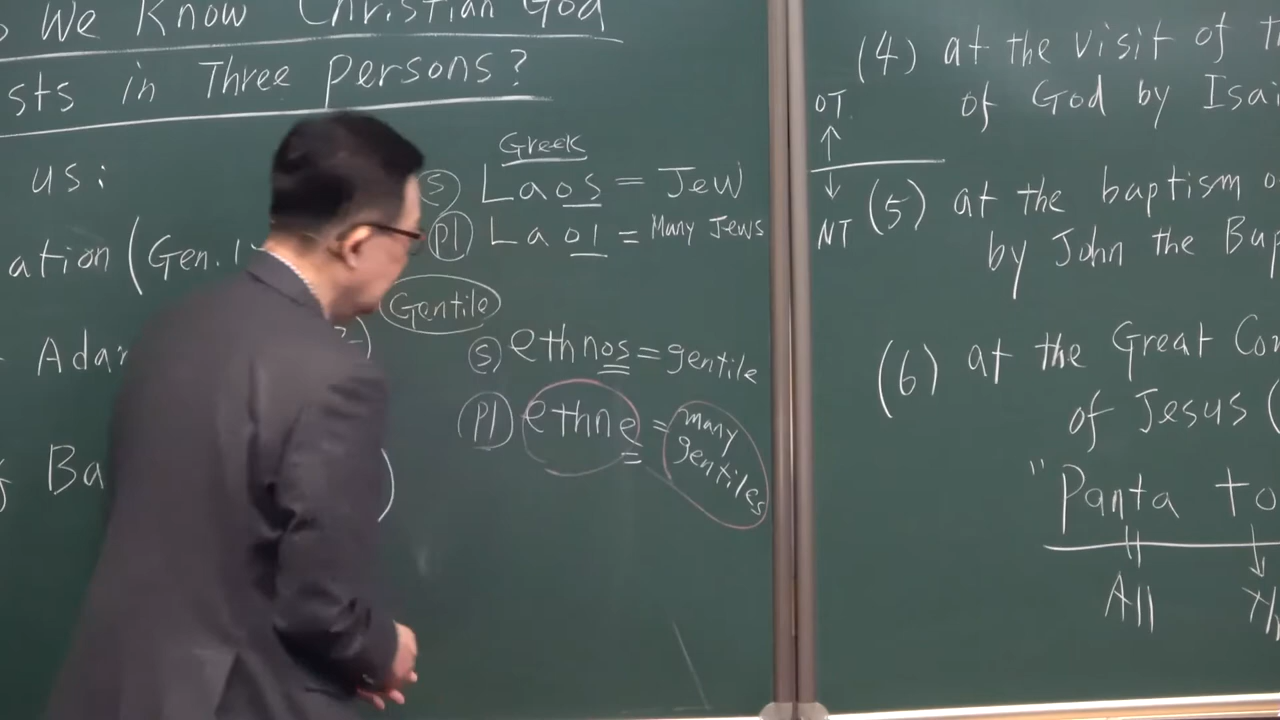 We Know Christian God
sts in Three persons?
us:
ation (Gen. 1
Adam
Ba
Greek
(S) Laos = Jew
(Pl) Laoi = Many Jews
Gentile
(S) ethnos = gentile
(Pl) ethne = many gentiles
(4) at the visit of
OT
of God by Isai
NT
(5) at the baptism o
by John the Bap
(6) at the Great Com
of Jesus (
"Panta to
All